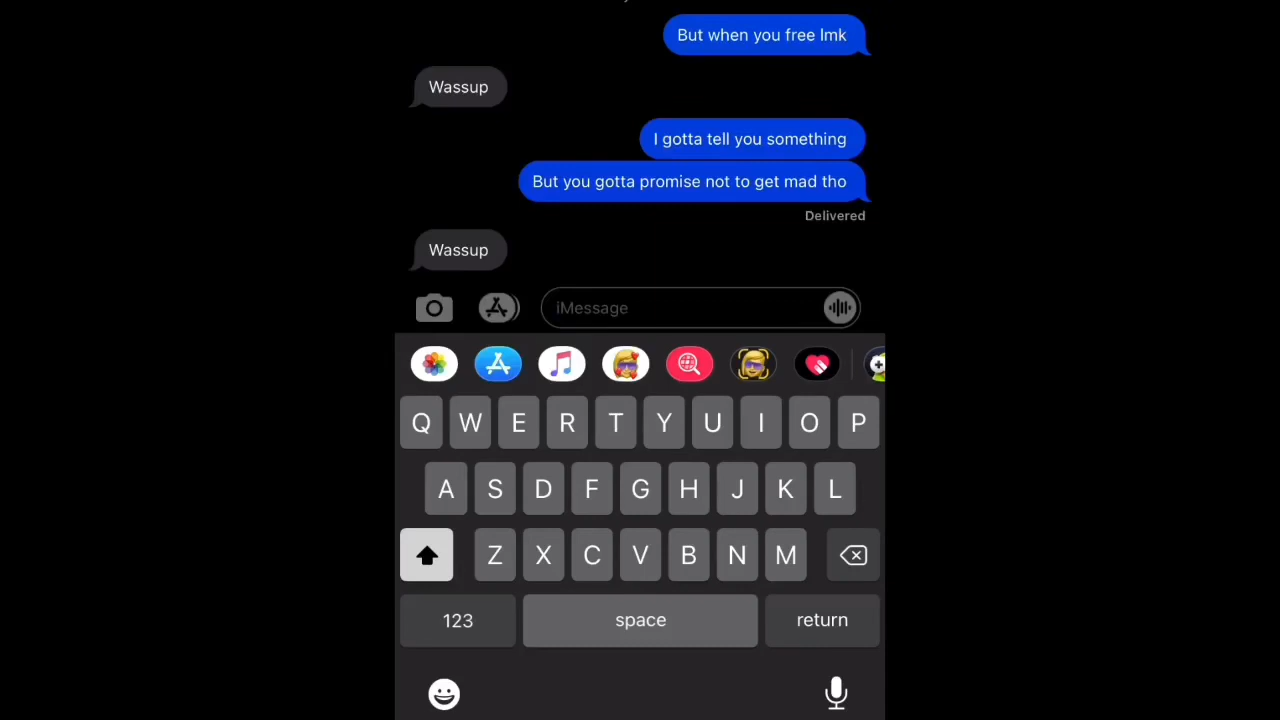 But when you free lmk
Wassup
I gotta tell you something
But you gotta promise not to get mad tho
Delivered
Wassup
iMessage
Q W E R T Y U I O P
A S D F G H J K L
Z X C V B N M
123 space return